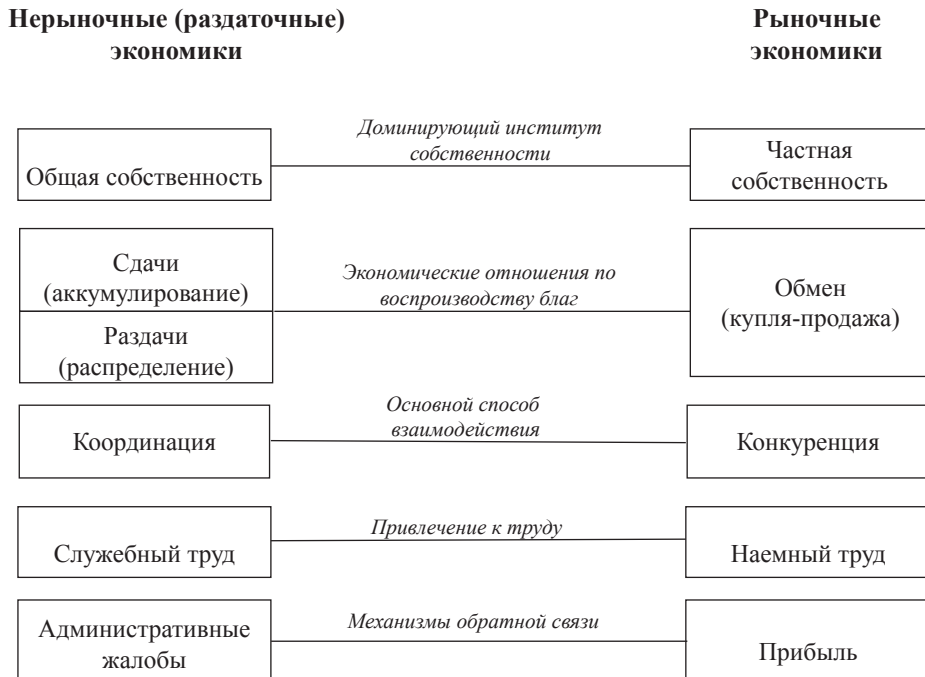 Нерыночные (раздаточные)
экономики
Рыночные
экономики
Доминирующий институт
собственности
Общая собственность
Частная
собственность
Сдачи
(аккумулирование)
Раздачи
(распределение)
Экономические отношения по
воспроизводству благ
Обмен
(купля-продажа)
Основной способ
взаимодействия
Координация
Конкуренция
Привлечение к труду
Служебный труд
Наемный труд
Механизмы обратной связи
Административные
жалобы
Прибыль